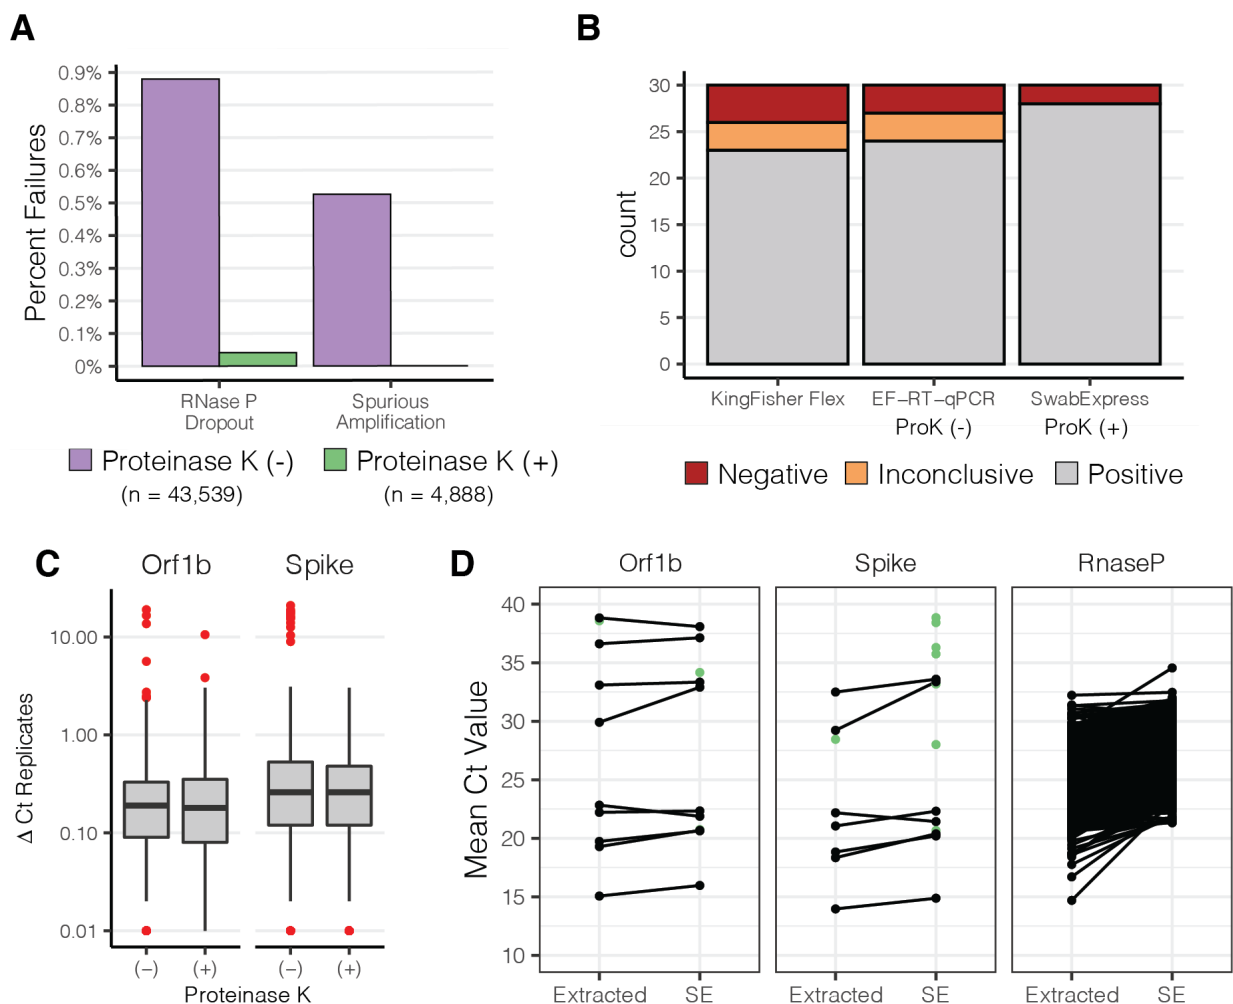 A
0.9%
0.8%
0.7%
0.6%
0.5%
0.4%
0.3%
0.2%
0.1%
0%
Percent Failures
RNase P
Dropout
Spurious
Amplification
Proteinase K (-)
(n = 43,539)
Proteinase K (+)
(n = 4,888)
B
30
25
20
15
10
5
0
count
KingFisher Flex
EF−RT−qPCR
ProK (-)
SwabExpress
ProK (+)
Negative
Inconclusive
Positive
C
Orf1b
Spike
10.00
1.00
0.10
0.01
Δ Ct Replicates
(−)
(+)
(−)
(+)
Proteinase K
D
Orf1b
Spike
RnaseP
40
35
30
25
20
15
10
Mean Ct Value
Extracted
SE
Extracted
SE
Extracted
SE